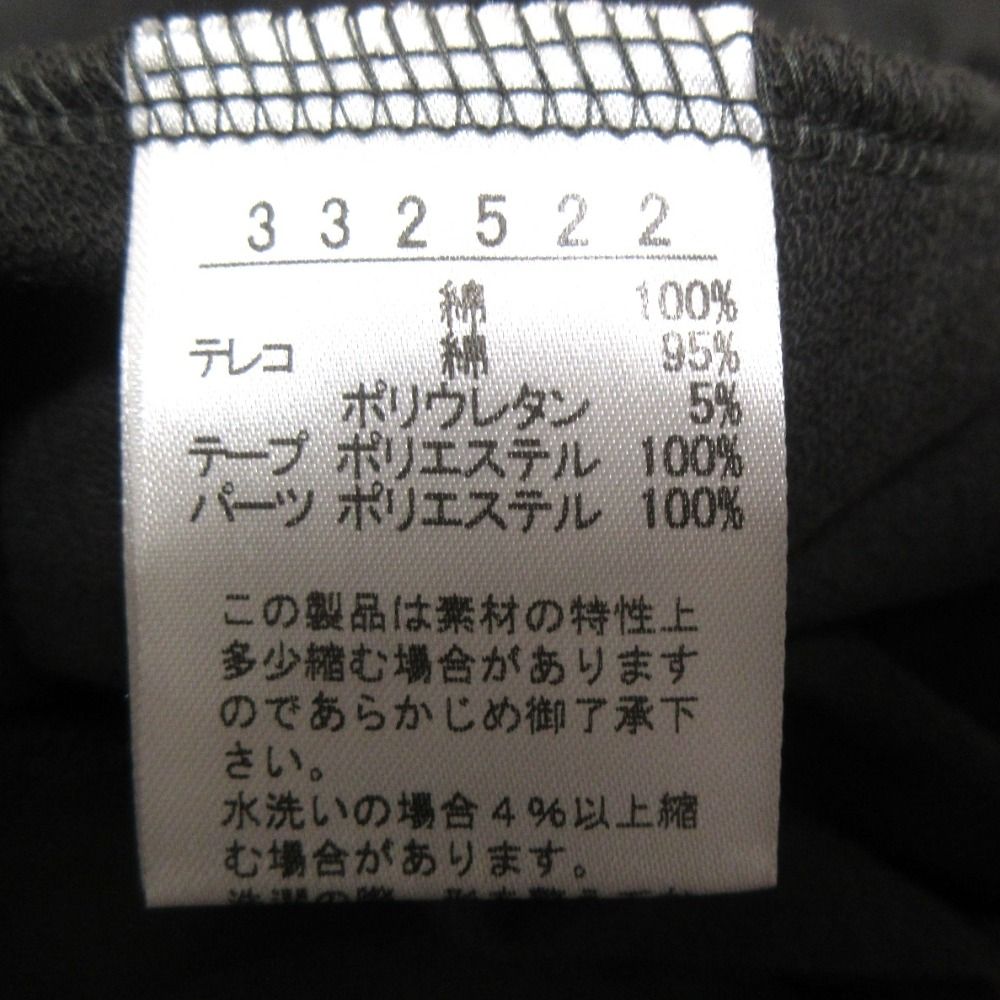 332522
綿 100%
テレコ 綿 95%
ポリウレタン 5%
テープ ポリエステル 100%
パーツ ポリエステル 100%
この製品は素材の特性上
多少縮む場合があります
のであらかじめ御了承下
さい。
水洗いの場合4%以上縮
む場合があります。